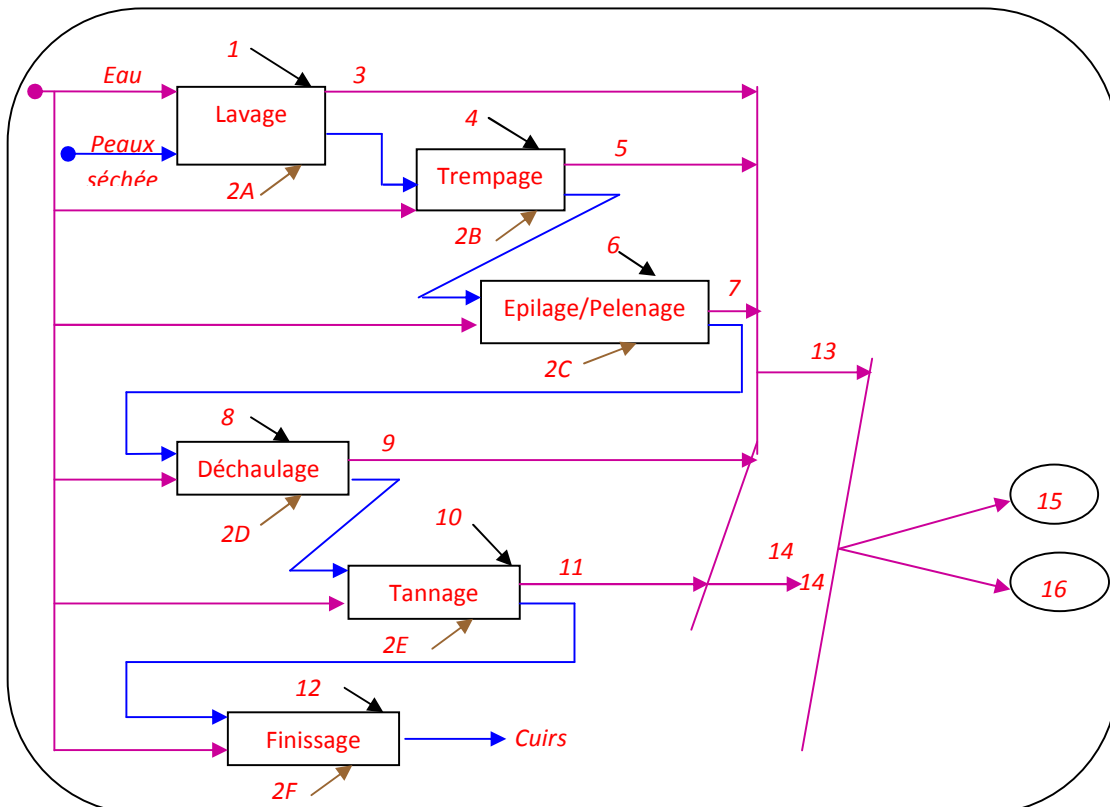 1
Eau
3
Lavage
4
Peaux
séchée
5
2A
Trempage
2B
6
7
Epilage/Pelenage
2C
13
8
9
Déchaulage
2D
15
10
11
14
14
16
Tannage
2E
12
Finissage
Cuirs
2F